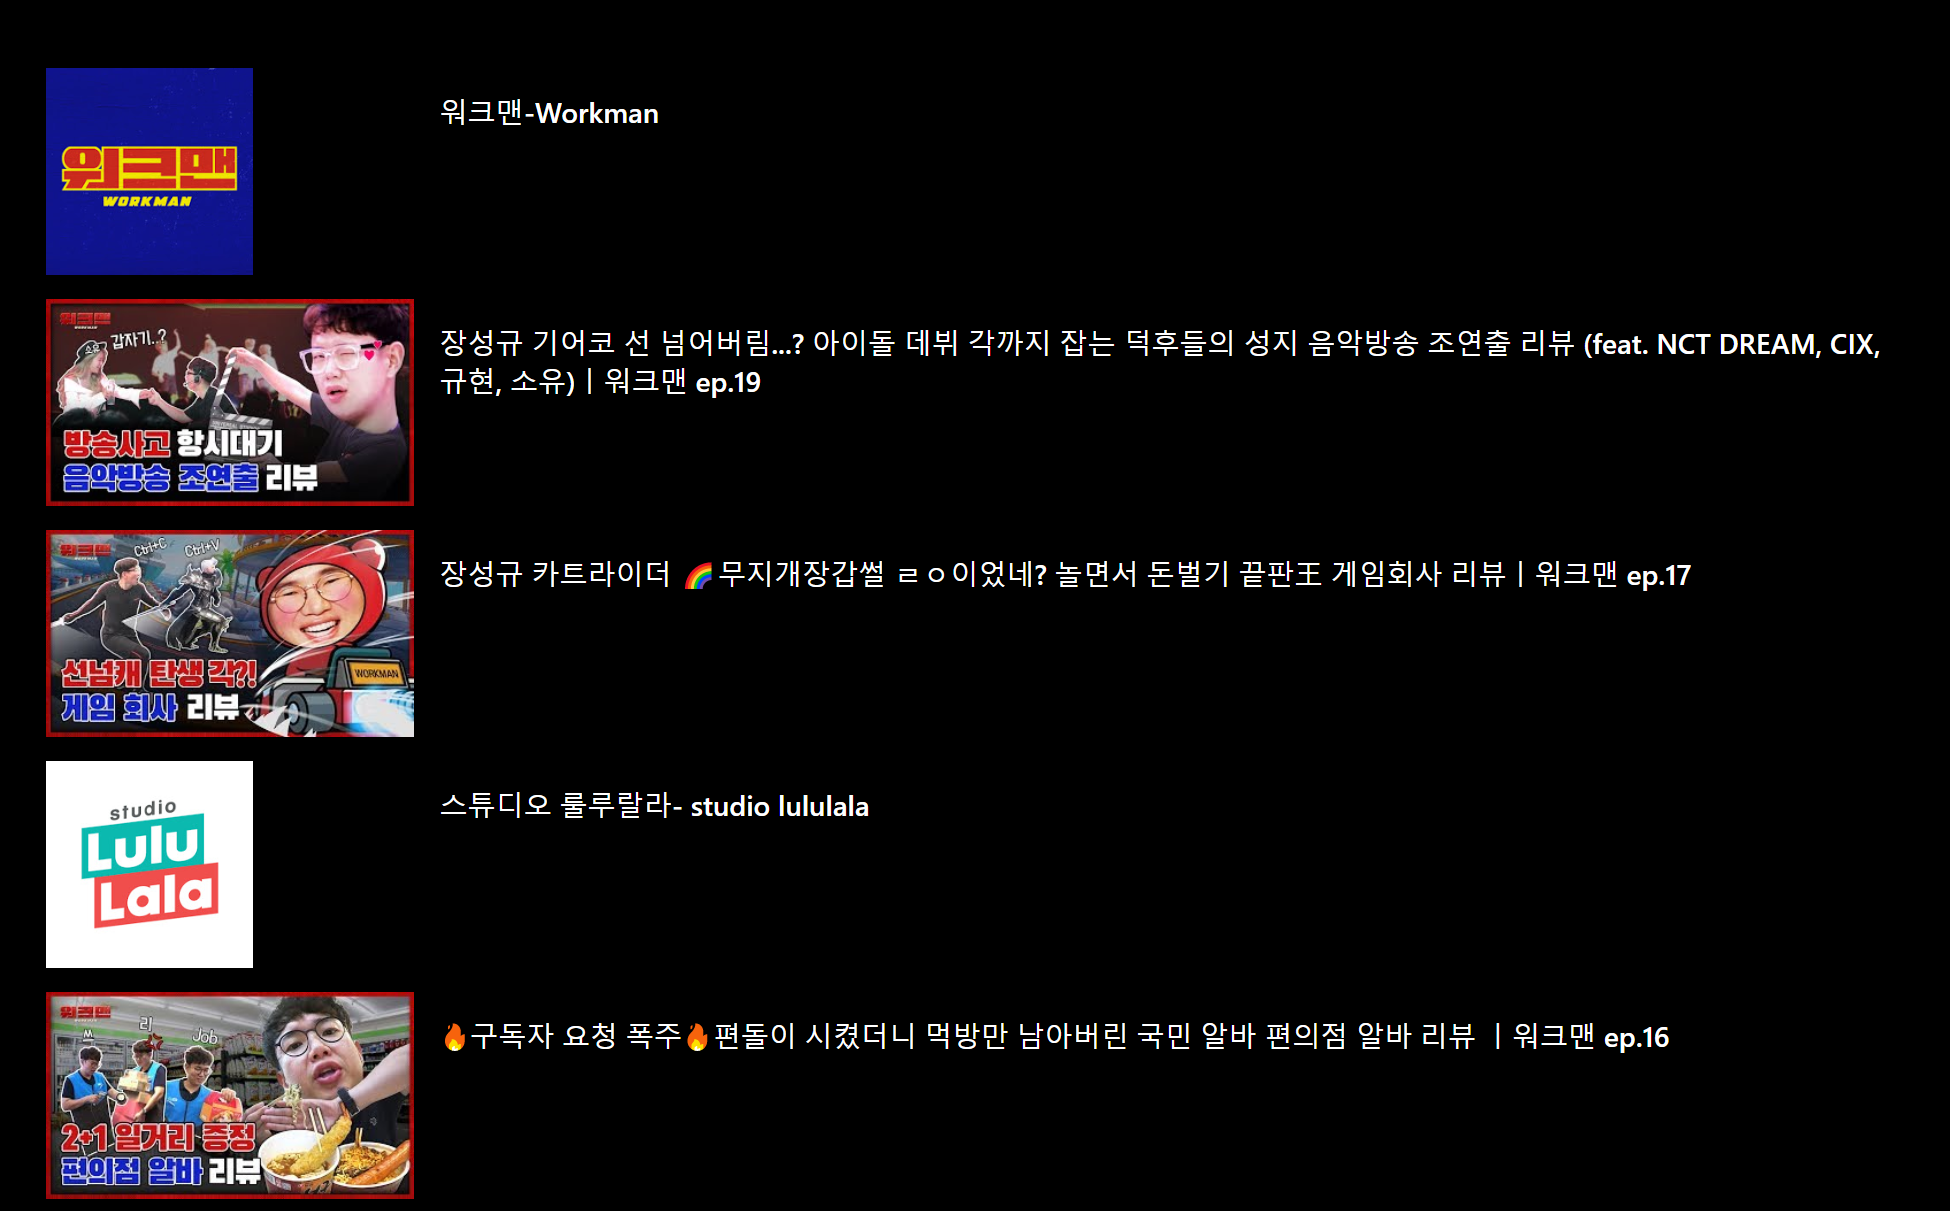 워크맨
WORKMAN
워크맨-Workman
워크맨
소유
갑자기..?
방송사고 항시대기
음악방송 조연출 리뷰
장성규 기어코 선 넘어버림...? 아이돌 데뷔 각까지 잡는 덕후들의 성지 음악방송 조연출 리뷰 (feat. NCT DREAM, CIX,
규현, 소유)ㅣ워크맨 ep.19
워크맨
Ctrl+C Ctrl+V
WORKMAN
선넘캐 탄생 각?!
게임 회사 리뷰
장성규 카트라이더 🌈무지개장갑썰 ㄹㅇ이었네? 놀면서 돈벌기 끝판王 게임회사 리뷰ㅣ워크맨 ep.17
studio
Lulu
Lala
스튜디오 룰루랄라- studio lululala
워크맨
쓰 리 Job
2+1 일거리 증정
편의점 알바 리뷰
🔥구독자 요청 폭주🔥편돌이 시켰더니 먹방만 남아버린 국민 알바 편의점 알바 리뷰 ㅣ워크맨 ep.16